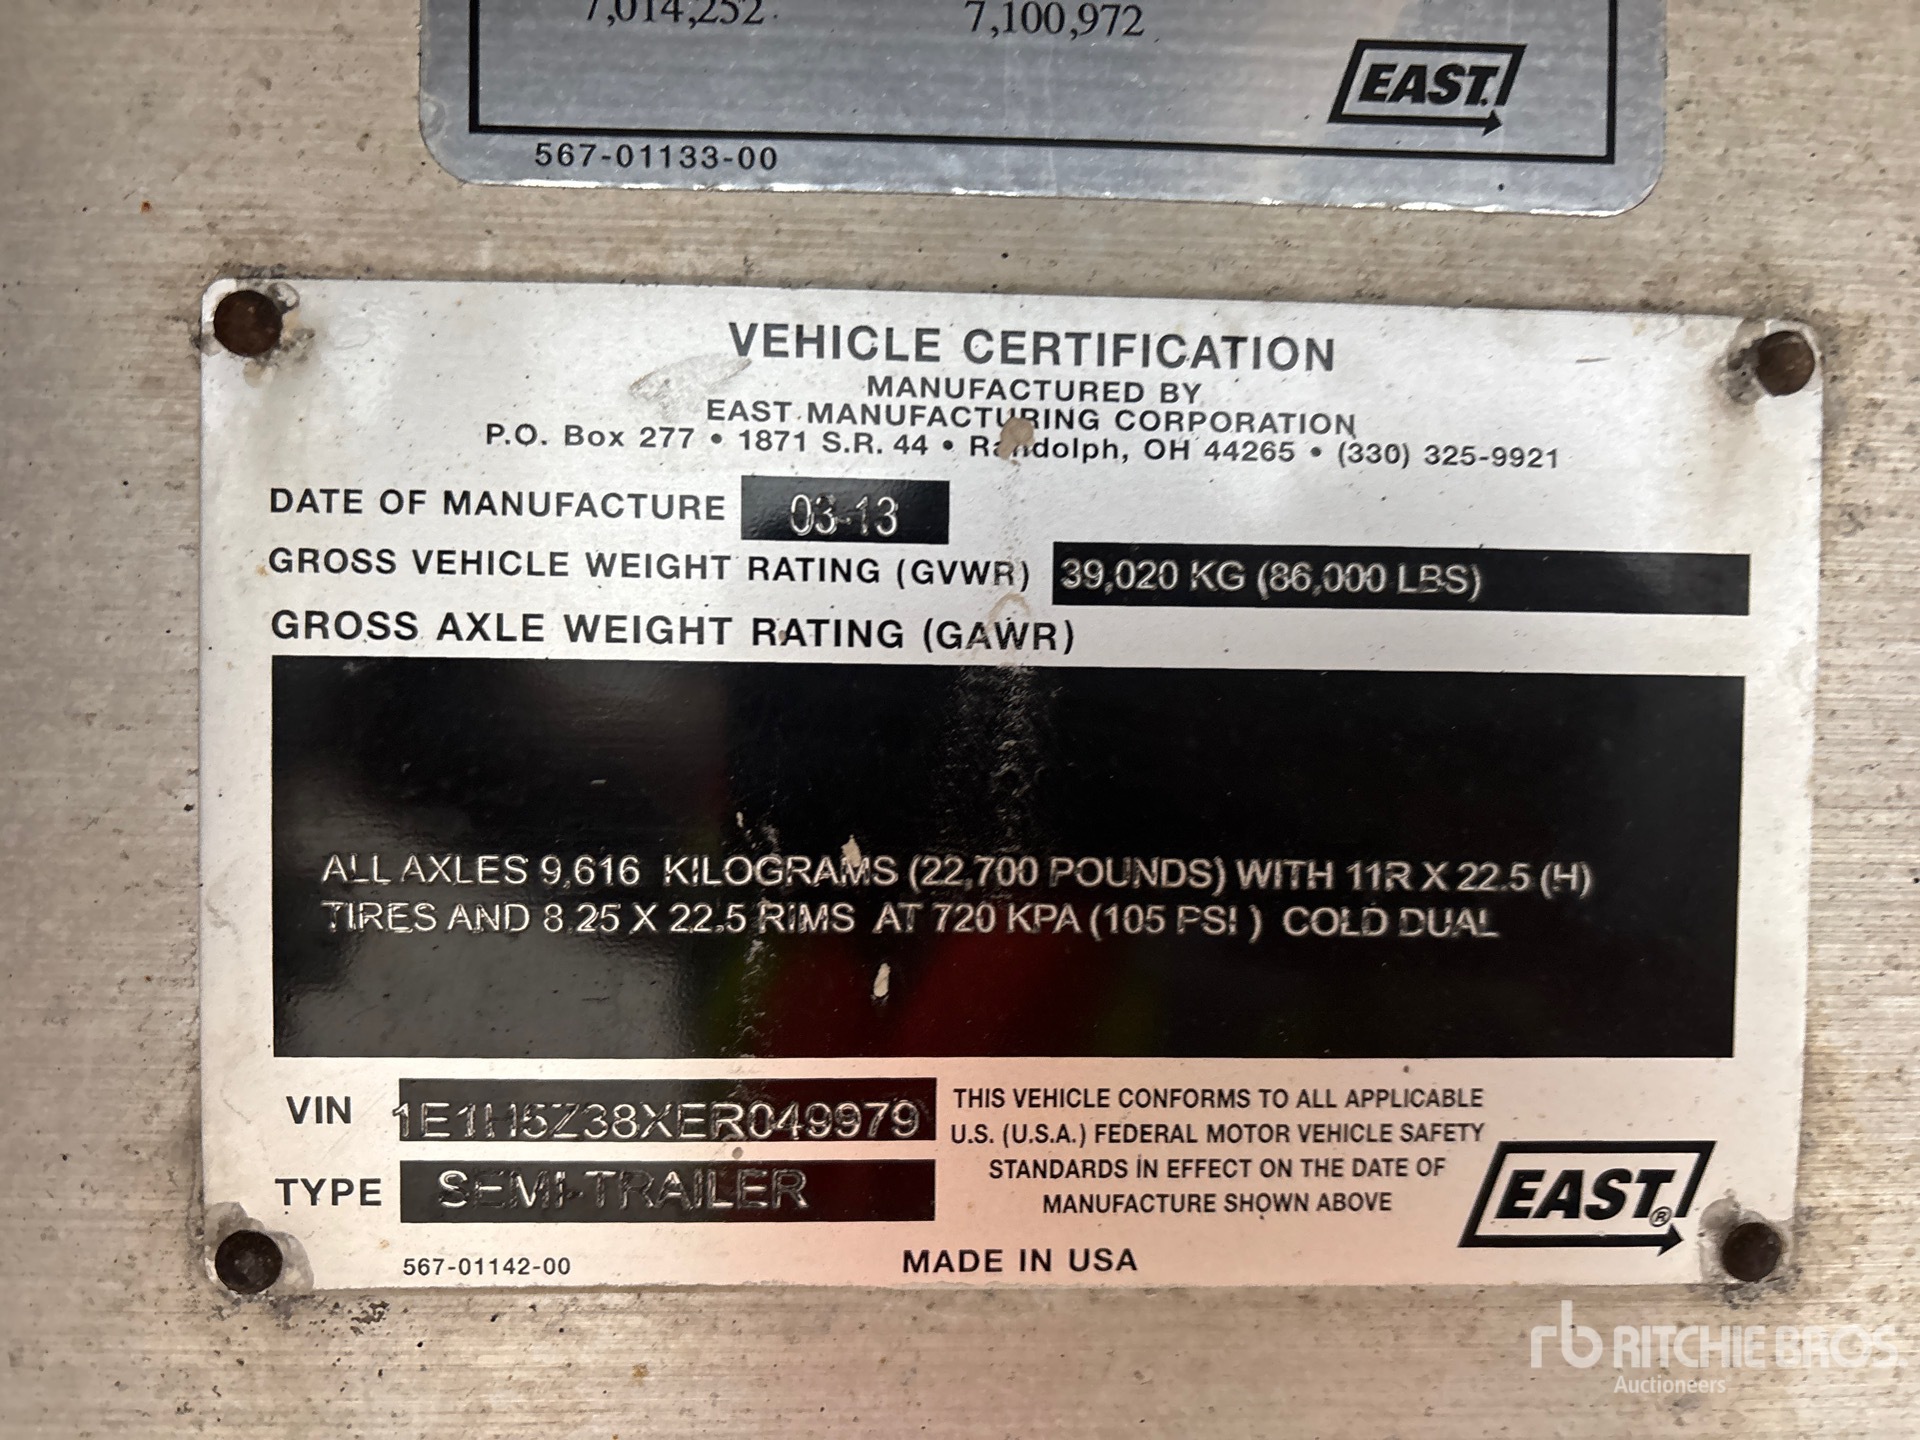 7,014,252.
7,100,972
EAST.
567-01133-00
VEHICLE CERTIFICATION
MANUFACTURED BY
EAST MANUFACTURING CORPORATION
P.O. Box 277 • 1871 S.R. 44 • Randolph, OH 44265 • (330) 325-9921
DATE OF MANUFACTURE 03-13
GROSS VEHICLE WEIGHT RATING (GVWR) 39,020 KG (86,000 LBS)
GROSS AXLE WEIGHT RATING (GAWR)
ALL AXLES 9,616 KILOGRAMS (22,700 POUNDS) WITH 11R X 22.5 (H)
TIRES AND 8.25 X 22.5 RIMS AT 720 KPA (105 PSI ) COLD DUAL
VIN 1E1H5Z38XER049979
TYPE SEMI-TRAILER
THIS VEHICLE CONFORMS TO ALL APPLICABLE
U.S. (U.S.A.) FEDERAL MOTOR VEHICLE SAFETY
STANDARDS IN EFFECT ON THE DATE OF
MANUFACTURE SHOWN ABOVE
EAST.®
567-01142-00
MADE IN USA
rb RITCHIE BROS.
Auctioneers